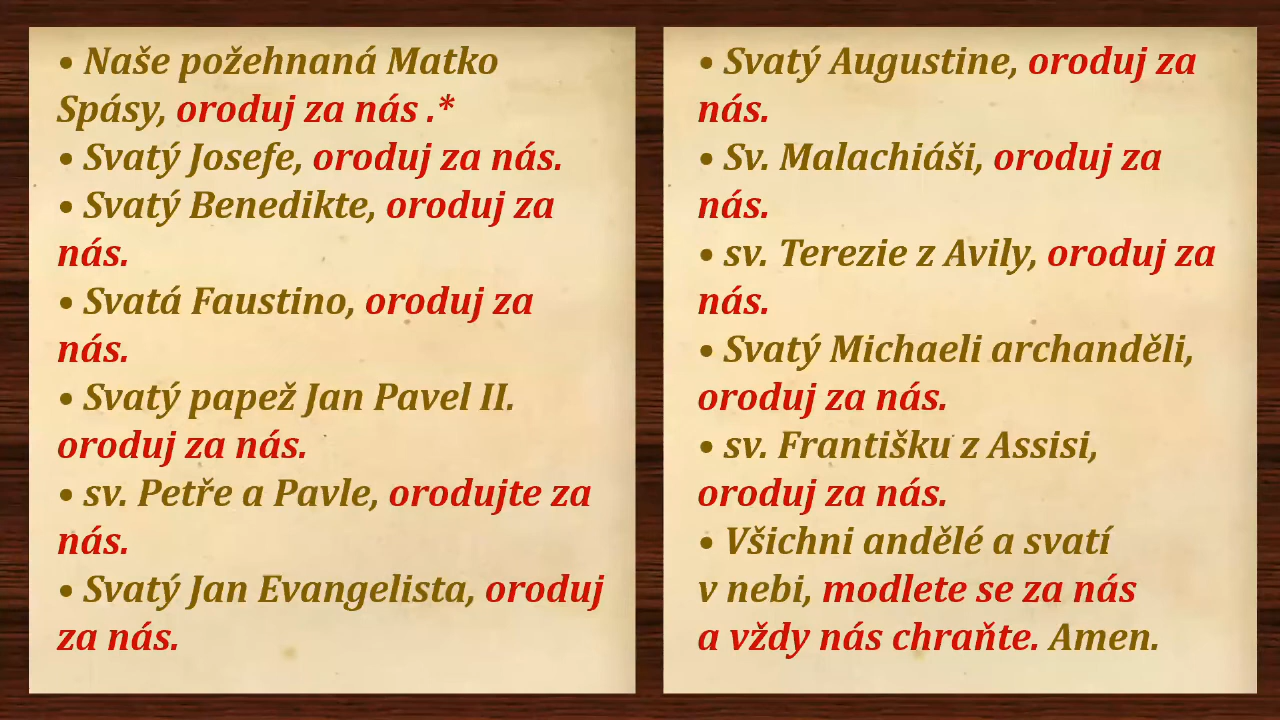 • Naše požehnaná Matko
Spásy, oroduj za nás .*
• Svatý Josefe, oroduj za nás.
• Svatý Benedikte, oroduj za
nás.
• Svatá Faustino, oroduj za
nás.
• Svatý papež Jan Pavel II.
oroduj za nás.
• sv. Petře a Pavle, orodujte za
nás.
• Svatý Jan Evangelista, oroduj
za nás.
• Svatý Augustine, oroduj za
nás.
• Sv. Malachiáši, oroduj za
nás.
• sv. Terezie z Avily, oroduj za
nás.
• Svatý Michaeli archanděli,
oroduj za nás.
• sv. Františku z Assisi,
oroduj za nás.
• Všichni andělé a svatí
v nebi, modlete se za nás
a vždy nás chraňte. Amen.